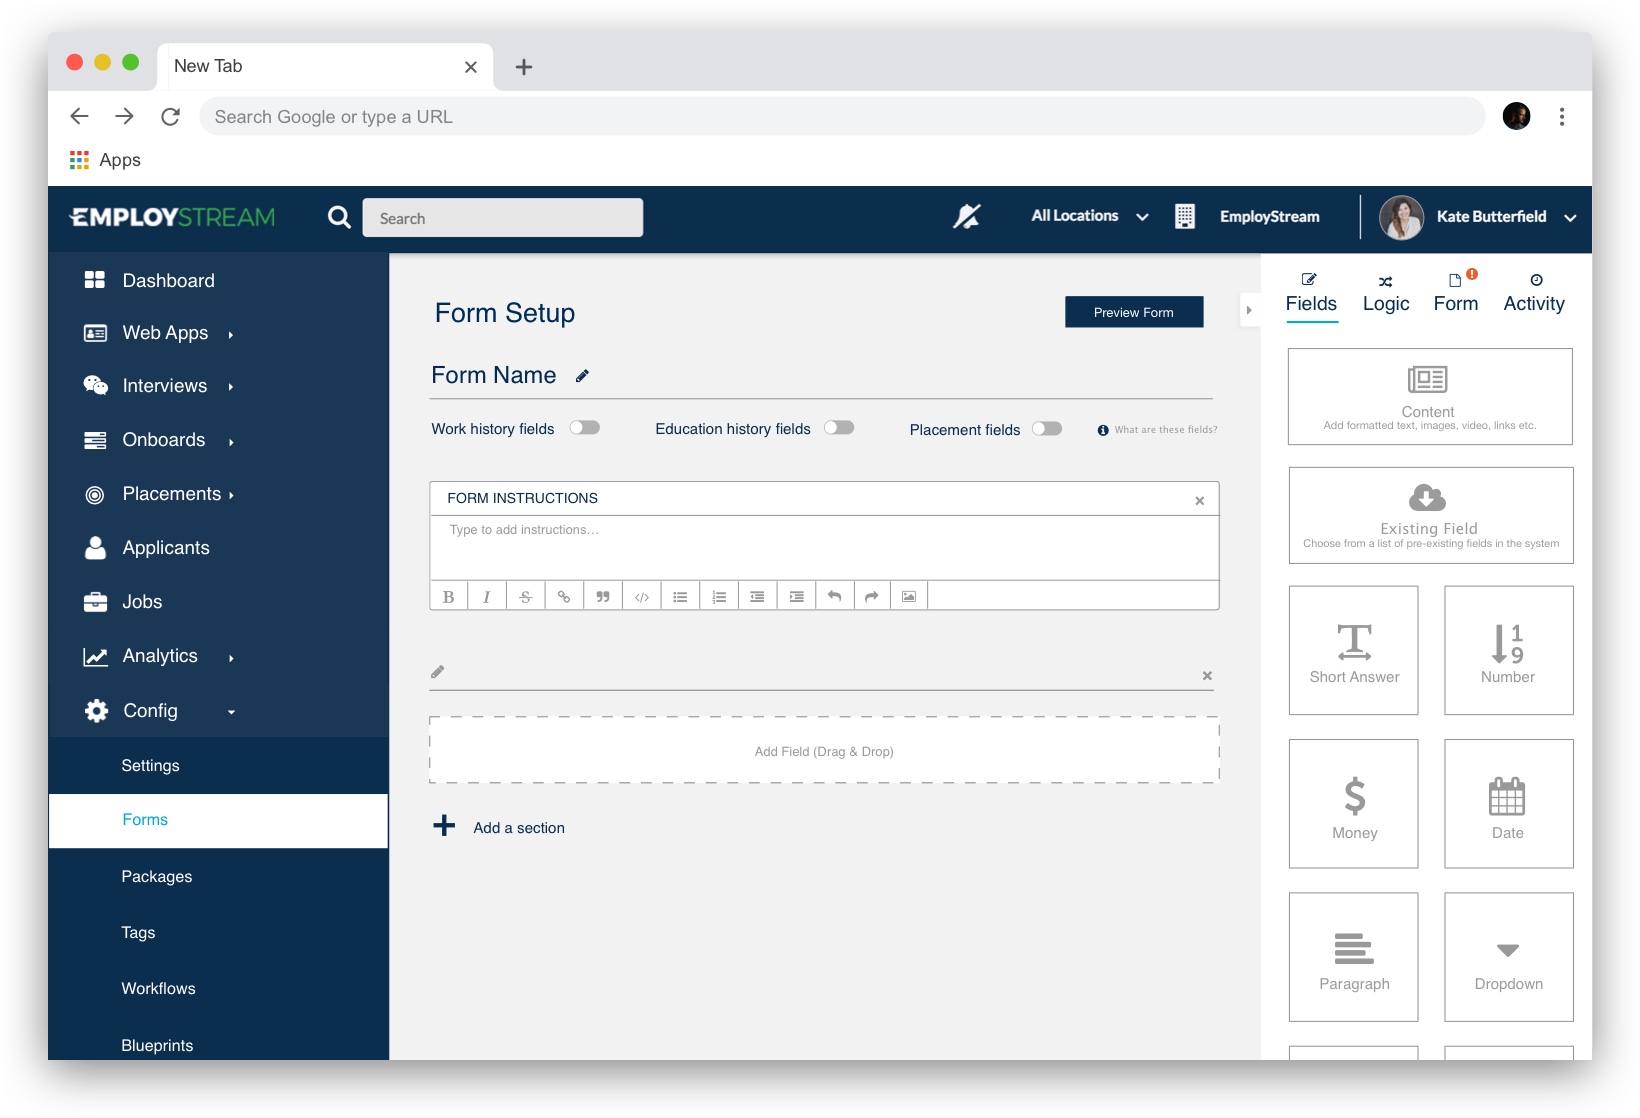 New Tab
Search Google or type a URL
Apps
EMPLOYSTREAM
Search
All Locations
EmployStream
Kate Butterfield
Dashboard
Web Apps
Interviews
Onboards
Placements
Applicants
Jobs
Analytics
Config
Settings
Forms
Packages
Tags
Workflows
Blueprints
Form Setup
Preview Form
Form Name
Work history fields
Education history fields
Placement fields
What are these fields?
FORM INSTRUCTIONS
Type to add instructions...
B I S
Add Field (Drag & Drop)
Add a section
Fields
Logic
Form
Activity
Content
Add formatted text, images, video, links etc.
Existing Field
Choose from a list of pre-existing fields in the system
T
Short Answer
1
9
Number
$
Money
Date
Paragraph
Dropdown